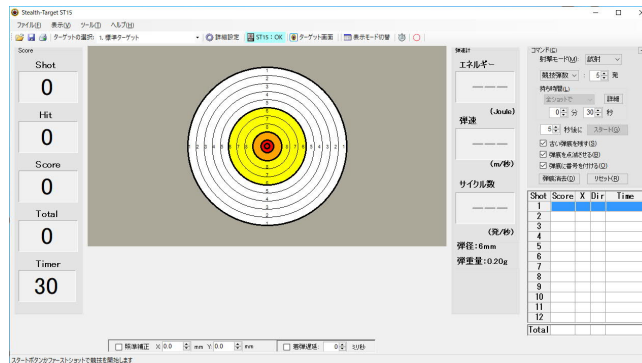 Stealth-Target ST15
ファイル(F) 表示(V) ツール(T) ヘルプ(H)
ターゲットの選択: 1. 標準ターゲット 詳細設定 ST15：OK ターゲット画面 表示モード切替
Score
Shot
0
Hit
0
Score
0
Total
0
Timer
30
弾速計
エネルギー
---
(Joule)
弾速
---
(m/秒)
サイクル数
---
(発/秒)
弾径:6mm
弾重量:0.20g
コマンド(E)
射撃モード(M) 試射
競技弾数 : 5 発
持ち時間(L)
全ショットで 詳細
0 分 30 秒
5 秒後に スタート(G)
古い弾痕を残す(S)
弾痕を点滅させる(B)
弾痕に番号を付ける(O)
弾痕消去(D) リセット(R)
Shot Score X Dir Time
1
2
3
4
5
6
7
8
9
10
11
12
Total
照準補正 X: 0.0 mm Y: 0.0 mm 着弾遅延: 0 ミリ秒
スタートボタンかファーストショットで競技を開始します